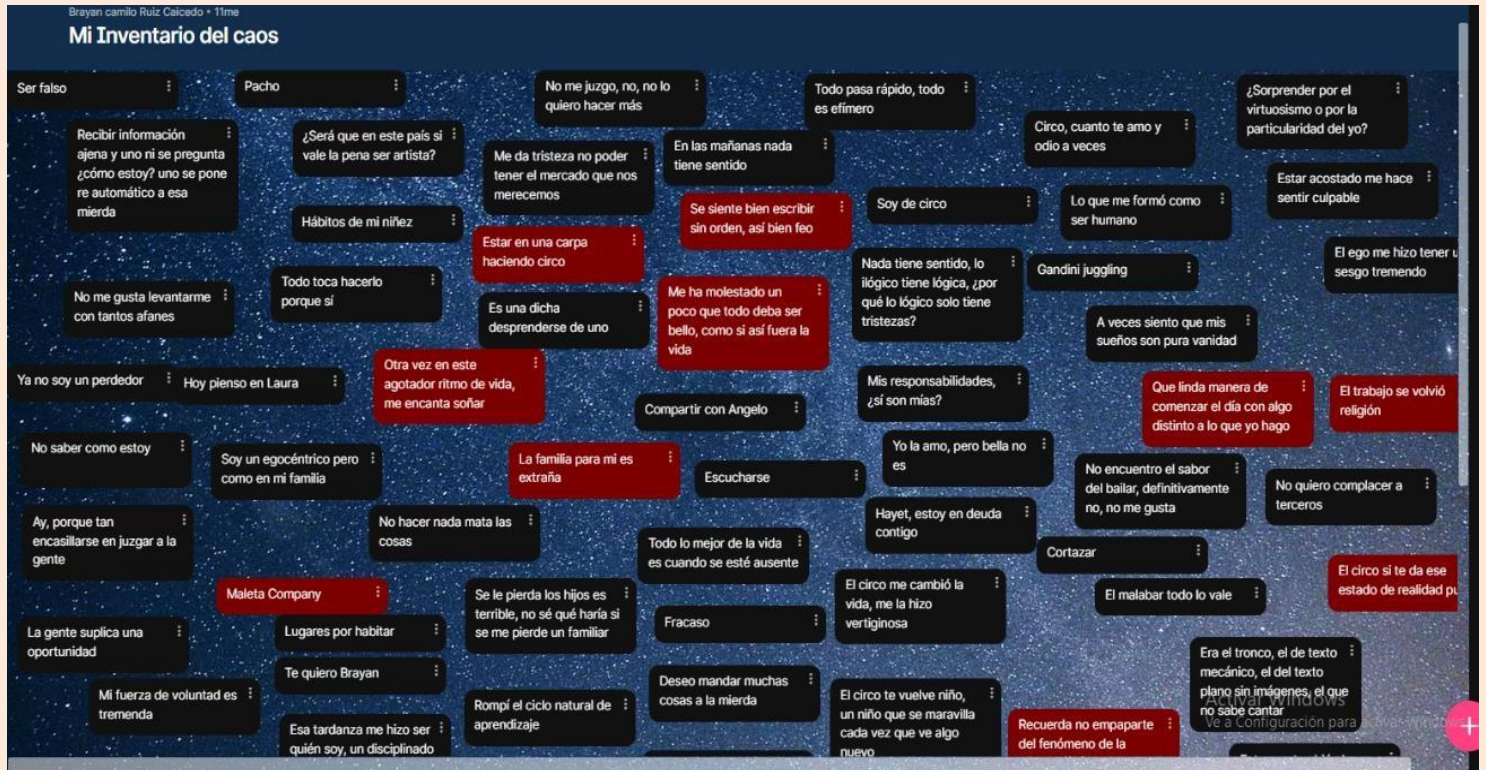 Brayan camilo Ruiz Caicedo • 11me
Mi Inventario del caos
Ser falso
Pacho
No me juzgo, no, no lo
quiero hacer más
Todo pasa rápido, todo
es efímero
¿Sorprender por el
virtuosismo o por la
particularidad del yo?
Recibir información
ajena y uno ni se pregunta
¿cómo estoy? uno se pone
re automático a esa
mierda
¿Será que en este país si
vale la pena ser artista?
Me da tristeza no poder
tener el mercado que nos
merecemos
En las mañanas nada
tiene sentido
Circo, cuanto te amo y
odio a veces
Estar acostado me hace
sentir culpable
Hábitos de mi niñez
Se siente bien escribir
sin orden, así bien feo
Soy de circo
Lo que me formó como
ser humano
Estar en una carpa
haciendo circo
El ego me hizo tener
sesgo tremendo
No me gusta levantarme
con tantos afanes
Todo toca hacerlo
porque sí
Es una dicha
desprenderse de uno
Me ha molestado un
poco que todo deba ser
bello, como si así fuera la
vida
Nada tiene sentido, lo
ilógico tiene lógica, ¿por
qué lo lógico solo tiene
tristezas?
Gandini juggling
A veces siento que mis
sueños son pura vanidad
Ya no soy un perdedor
Hoy pienso en Laura
Otra vez en este
agotador ritmo de vida,
me encanta soñar
Compartir con Angelo
Mis responsabilidades,
¿sí son mías?
Que linda manera de
comenzar el día con algo
distinto a lo que yo hago
El trabajo se volvió
religión
No saber como estoy
Soy un egocéntrico pero
como en mi familia
La familia para mi es
extraña
Escucharse
Yo la amo, pero bella no
es
No encuentro el sabor
del bailar, definitivamente
no, no me gusta
No quiero complacer a
terceros
Ay, porque tan
encasillarse en juzgar a la
gente
No hacer nada mata las
cosas
Todo lo mejor de la vida
es cuando se esté ausente
Hayet, estoy en deuda
contigo
Cortazar
El circo si te da ese
estado de realidad
Maleta Company
Se le pierda los hijos es
terrible, no sé qué haría si
se me pierde un familiar
El circo me cambió la
vida, me la hizo
vertiginosa
El malabar todo lo vale
La gente suplica una
oportunidad
Lugares por habitar
Fracaso
Te quiero Brayan
Era el tronco, el de texto
mecánico, el del texto
plano sin imágenes, el que
no sabe cantar
Mi fuerza de voluntad es
tremenda
Esa tardanza me hizo ser
quién soy, un disciplinado
Rompí el ciclo natural de
aprendizaje
Deseo mandar muchas
cosas a la mierda
El circo te vuelve niño,
un niño que se maravilla
cada vez que ve algo
nuevo
Recuerda no empaparte
del fenómeno de la
Activar Windows
Ve a Configuración para activar Windows